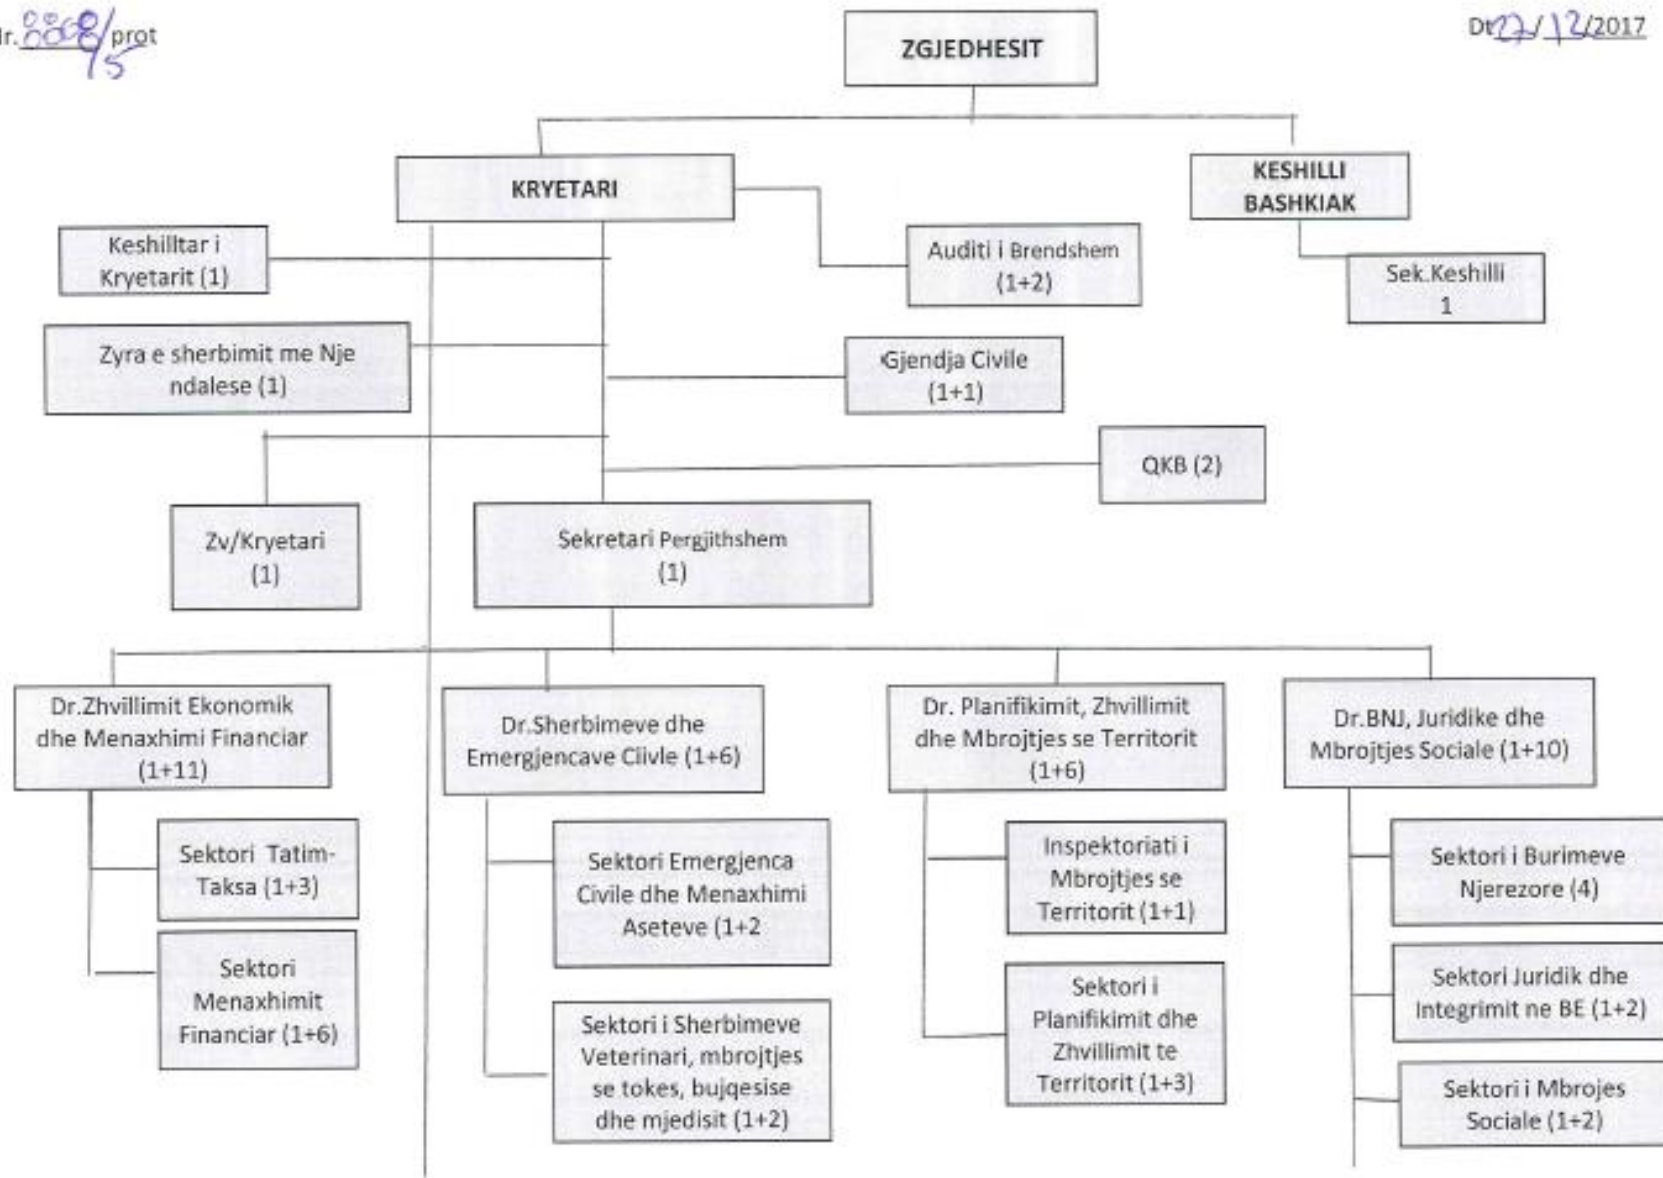 /prot
/5
Dt 27/12/2017
ZGJEDHESIT
KRYETARI
KESHILLI
BASHKIAK
Keshilltar i
Kryetarit (1)
Auditi i Brendshem
(1+2)
Sek.Keshilli
1
Zyra e sherbimit me Nje
ndalese (1)
Gjendja Civile
(1+1)
QKB (2)
Zv/Kryetari
(1)
Sekretari Pergjithshem
(1)
Dr.Zhvillimit Ekonomik
dhe Menaxhimi Financiar
(1+11)
Dr.Sherbimeve dhe
Emergjencave Ciivle (1+6)
Dr. Planifikimit, Zhvillimit
dhe Mbrojtjes se Territorit
(1+6)
Dr.BNJ, Juridike dhe
Mbrojtjes Sociale (1+10)
Sektori Tatim-
Taksa (1+3)
Sektori
Menaxhimit
Financiar (1+6)
Sektori Emergjenca
Civile dhe Menaxhimi
Aseteve (1+2
Sektori i Sherbimeve
Veterinari, mbrojtjes
se tokes, bujqesise
dhe mjedisit (1+2)
Inspektoriati i
Mbrojtjes se
Territorit (1+1)
Sektori i
Planifikimit dhe
Zhvillimit te
Territorit (1+3)
Sektori i Burimeve
Njerezore (4)
Sektori Juridik dhe
Integrimit ne BE (1+2)
Sektori i Mbrojes
Sociale (1+2)